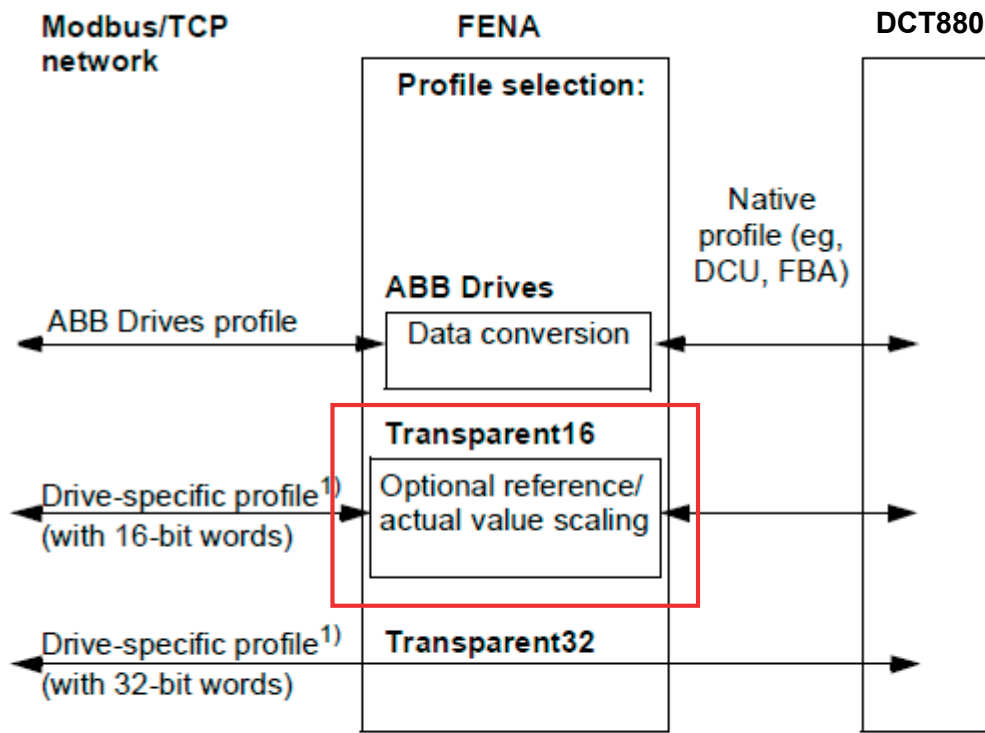 Modbus/TCP
network
FENA
DCT880
Profile selection:
Native
profile (eg,
DCU, FBA)
ABB Drives
ABB Drives profile
Data conversion
Transparent16
Drive-specific profile1)
(with 16-bit words)
Optional reference/
actual value scaling
Drive-specific profile1)
(with 32-bit words)
Transparent32